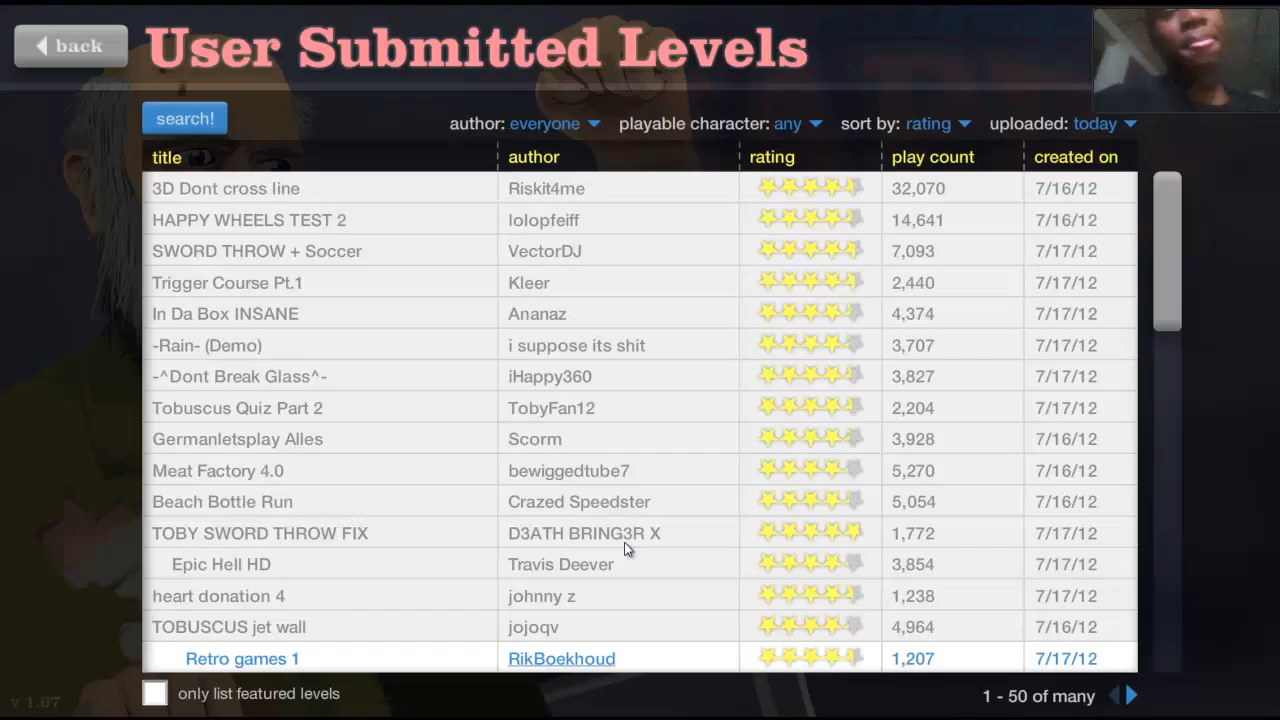 back
User Submitted Levels
search!
author: everyone playable character: any sort by: rating uploaded: today
title author rating play count created on
3D Dont cross line Riskit4me 32,070 7/16/12
HAPPY WHEELS TEST 2 lolopfeiff 14,641 7/16/12
SWORD THROW + Soccer VectorDJ 7,093 7/17/12
Trigger Course Pt.1 Kleer 2,440 7/17/12
In Da Box INSANE Ananaz 4,374 7/17/12
-Rain- (Demo) i suppose its shit 3,707 7/17/12
-^Dont Break Glass^- iHappy360 3,827 7/17/12
Tobuscus Quiz Part 2 TobyFan12 2,204 7/17/12
Germanletsplay Alles Scorm 3,928 7/16/12
Meat Factory 4.0 bewiggedtube7 5,270 7/16/12
Beach Bottle Run Crazed Speedster 5,054 7/16/12
TOBY SWORD THROW FIX D3ATH BRING3R X 1,772 7/17/12
Epic Hell HD Travis Deever 3,854 7/17/12
heart donation 4 johnny z 1,238 7/17/12
TOBUSCUS jet wall jojoqv 4,964 7/16/12
Retro games 1 RikBoekhoud 1,207 7/17/12
only list featured levels
1 - 50 of many
v 1.67